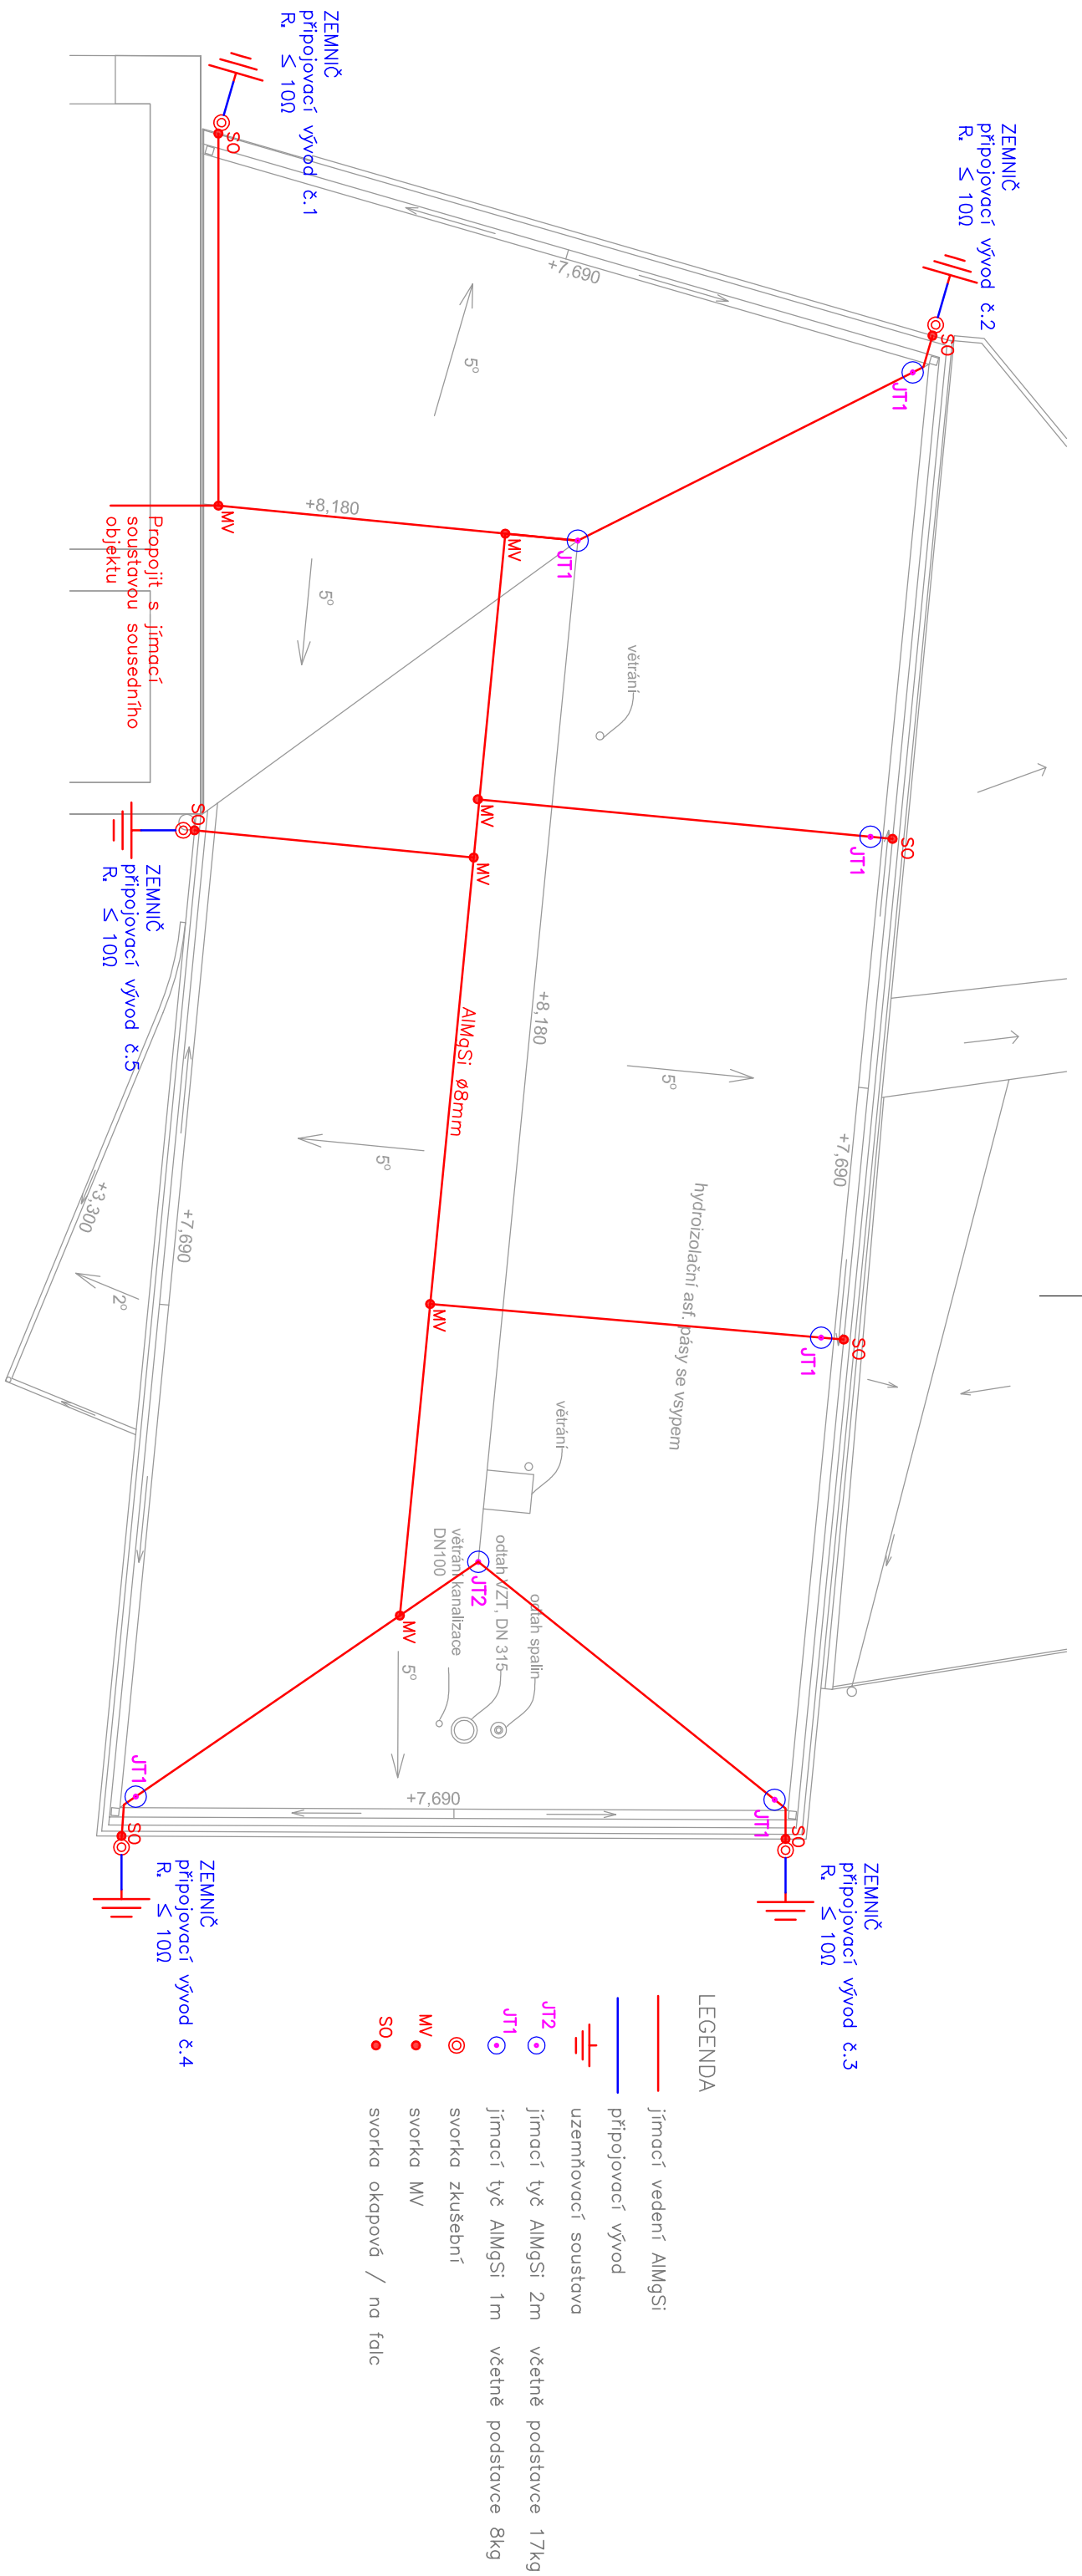 ZEMNIČ
připojovací vývod č.1
R. ≤ 10Ω
SO
ZEMNIČ
připojovací vývod č.2
R. ≤ 10Ω
SO
JT1
+7,690
5°
+8,180
MV
MV
JT1
5°
Propojit s jímací
soustavou sousedního
objektu
větrání
MV
MV
JT1
SO
SO
ZEMNIČ
připojovací vývod č.5
R. ≤ 10Ω
AlMgSi ø8mm
+8,180
5°
5°
+7,690
hydroizolační asf. pásy se vsypem
+7,690
+3,300
2°
MV
JT1
SO
větrání
JT2
MV
větrání kanalizace
DN100
odtah VZT, DN 315
odtah spalin
5°
+7,690
JT1
SO
ZEMNIČ
připojovací vývod č.4
R. ≤ 10Ω
JT1
SO
ZEMNIČ
připojovací vývod č.3
R. ≤ 10Ω
LEGENDA
jímací vedení AlMgSi
připojovací vývod
uzemňovací soustava
JT2 jímací tyč AlMgSi 2m včetně podstavce 17kg
JT1 jímací tyč AlMgSi 1m včetně podstavce 8kg
svorka zkušební
MV svorka MV
SO svorka okapová / na falc